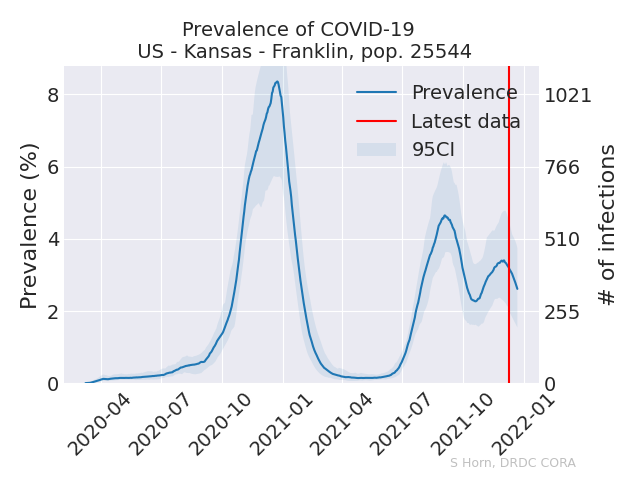 Prevalence of COVID-19
US - Kansas - Franklin, pop. 25544
Prevalence
Latest data
95CI
Prevalence (%)
8
6
4
2
0
1021
766
510
255
0
# of infections
2020-04
2020-07
2020-10
2021-01
2021-04
2021-07
2021-10
2022-01
S Horn, DRDC CORA